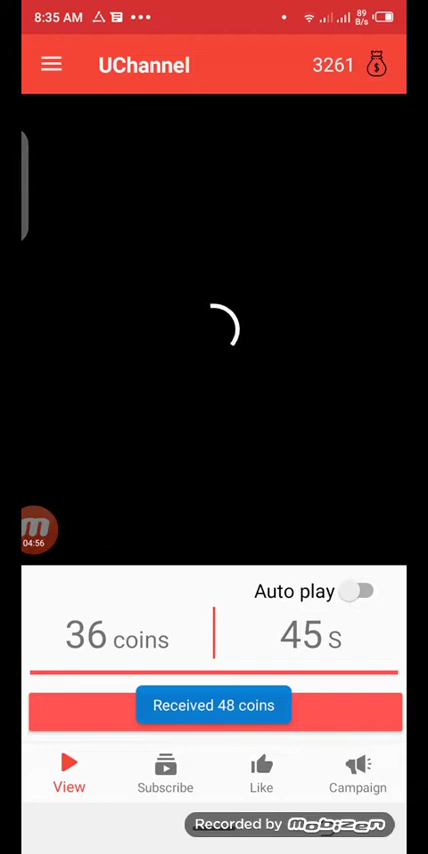 8:35 AM
89
B/s
UChannel
3261
04:56
Auto play
36 coins
45 S
Received 48 coins
View
Subscribe
Like
Campaign
Recorded by mobizen